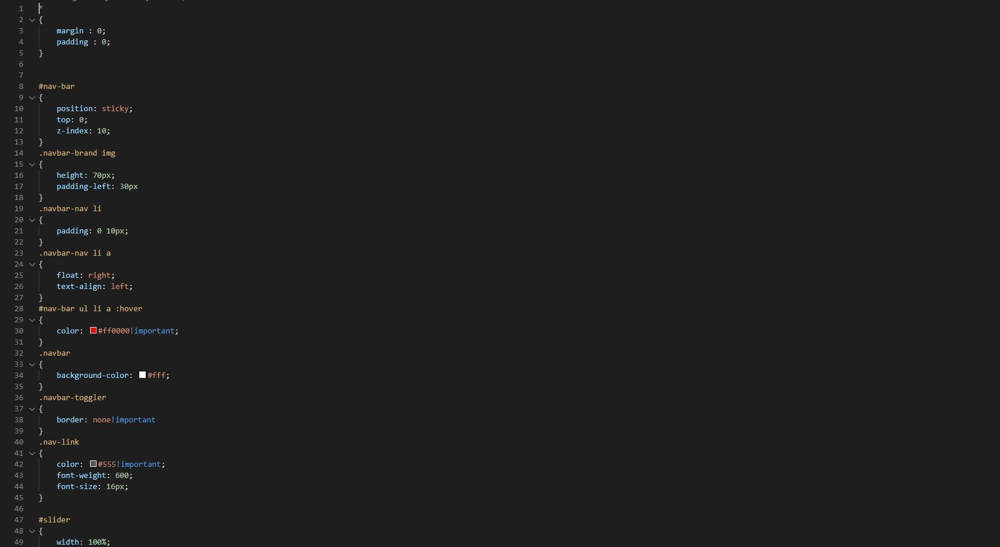 1 *
2 {
3 margin : 0;
4 padding : 0;
5 }
6
7
8 #nav-bar
9 {
10 position: sticky;
11 top: 0;
12 z-index: 10;
13 }
14 .navbar-brand img
15 {
16 height: 70px;
17 padding-left: 30px
18 }
19 .navbar-nav li
20 {
21 padding: 0 10px;
22 }
23 .navbar-nav li a
24 {
25 float: right;
26 text-align: left;
27 }
28 #nav-bar ul li a :hover
29 {
30 color: #ff0000!important;
31 }
32 .navbar
33 {
34 background-color: #fff;
35 }
36 .navbar-toggler
37 {
38 border: none!important
39 }
40 .nav-link
41 {
42 color: #555!important;
43 font-weight: 600;
44 font-size: 16px;
45 }
46
47 #slider
48 {
49 width: 100%;